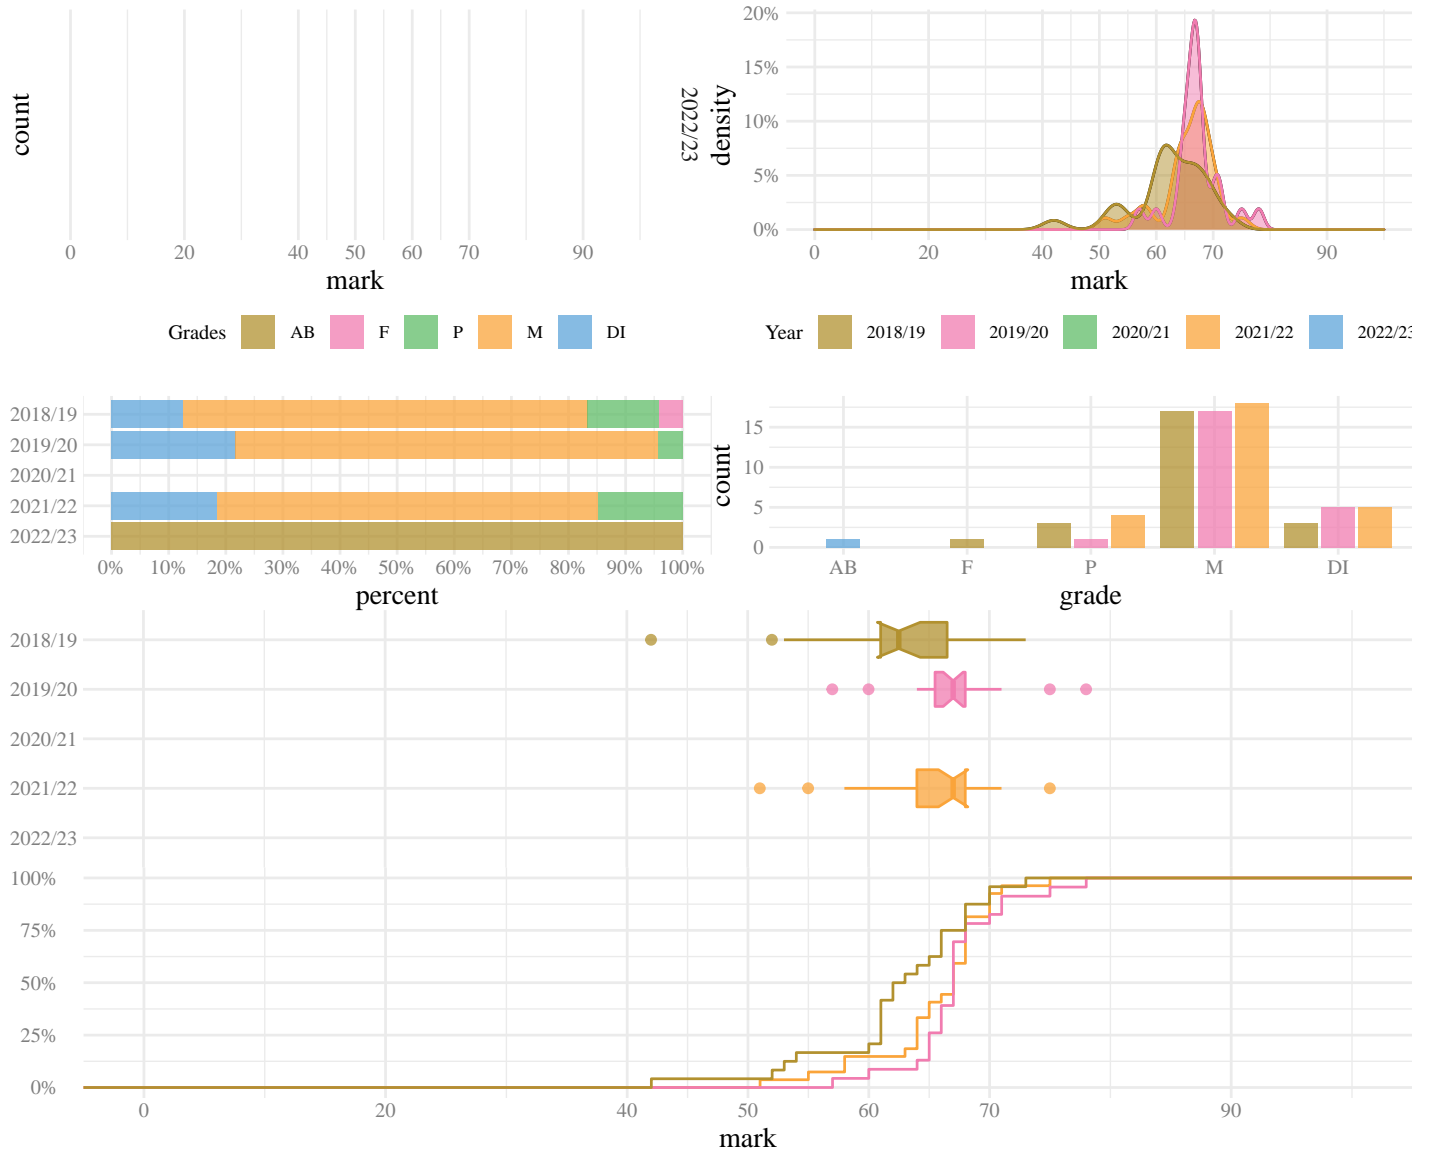 count
0 20 40 50 60 90
mark
2022/23
density
20%
15%
10%
5%
0%
0 20 40 50 60 70 90
mark
Grades AB F P M DI
Year 2018/19 2019/20 2020/21 2021/22 2022/23
2018/19
2019/20
2020/21
2021/22
2022/23
0% 10% 20% 30% 40% 50% 60% 70% 80% 90% 100%
percent
count
15
10
5
0
AB F P M DI
grade
2018/19
2019/20
2020/21
2021/22
2022/23
100%
75%
50%
25%
0%
0 20 40 50 60 70 90
mark